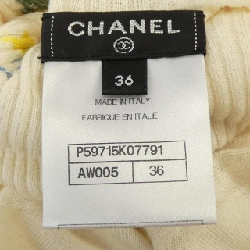 CHANEL
36
MADE IN ITALY
FABRIQUE EN ITALIE
P59715K07791
AW005 36